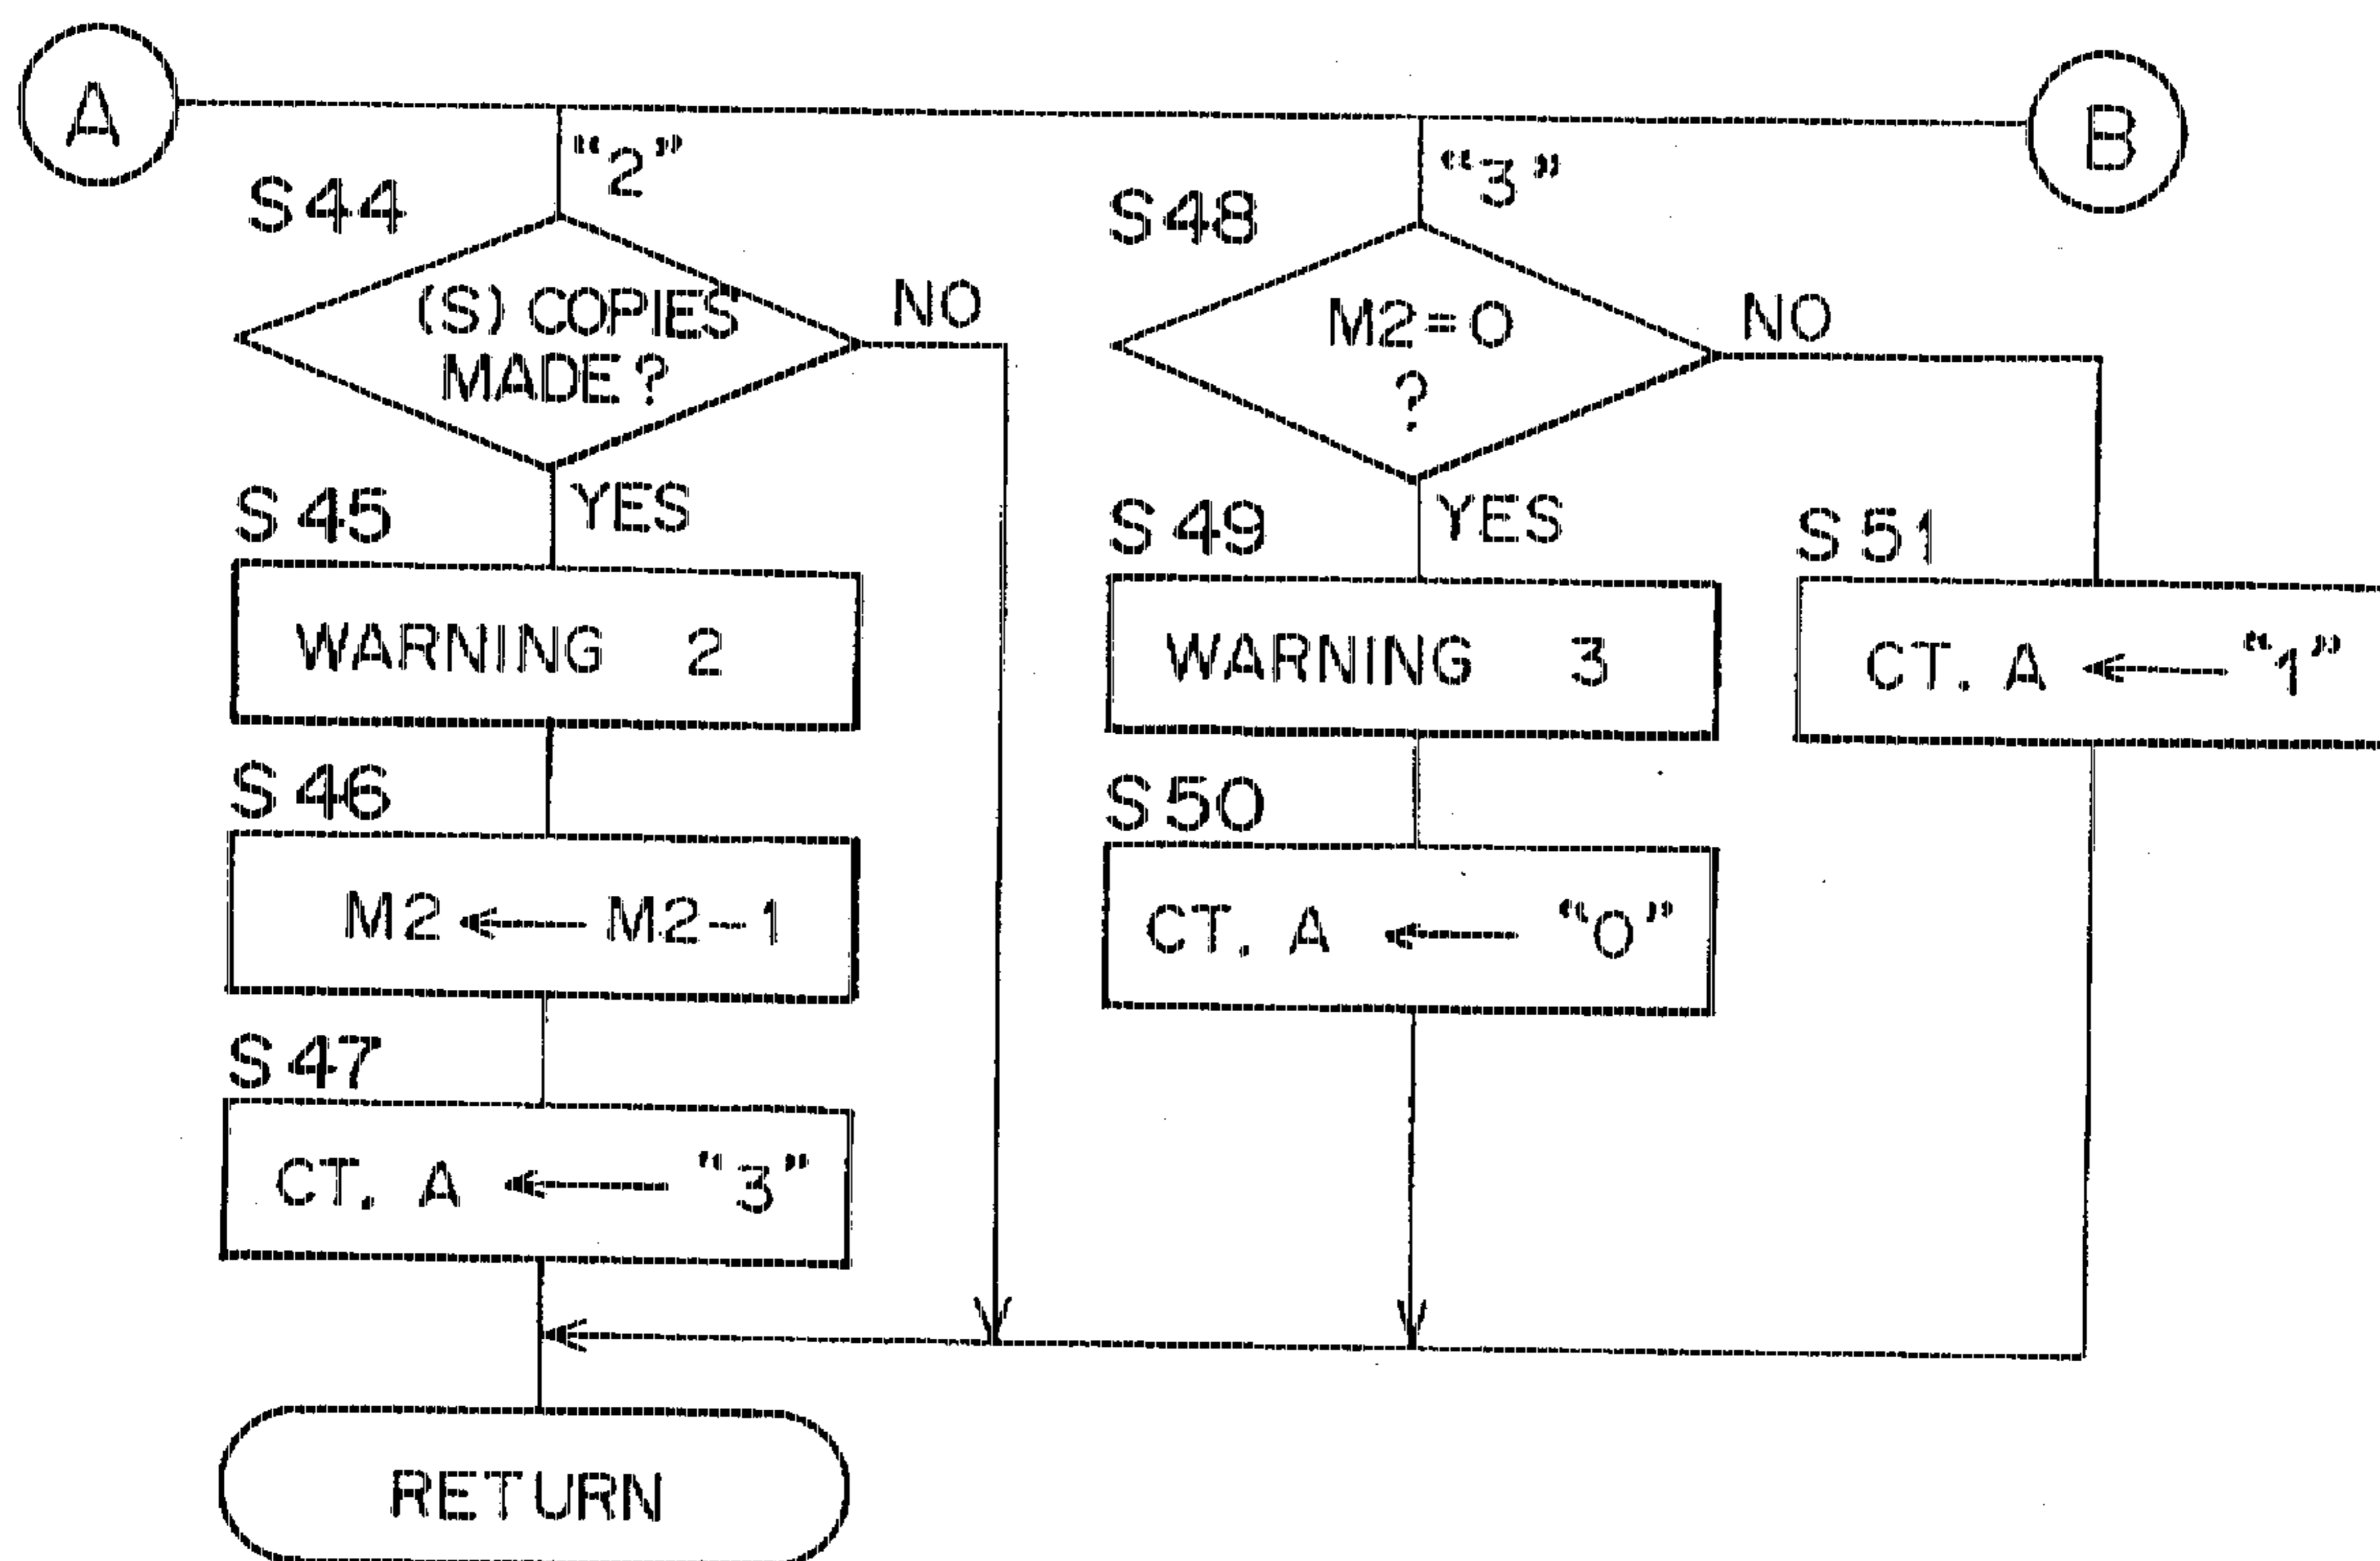 A
B
"2"
"3"
S44
(S) COPIES
MADE?
NO
YES
S45
WARNING 2
S46
M2 ← M2-1
S47
CT. A ← "3"
S48
M2=0
?
NO
YES
S49
WARNING 3
S50
CT. A ← "0"
S51
CT. A ← "1"
RETURN